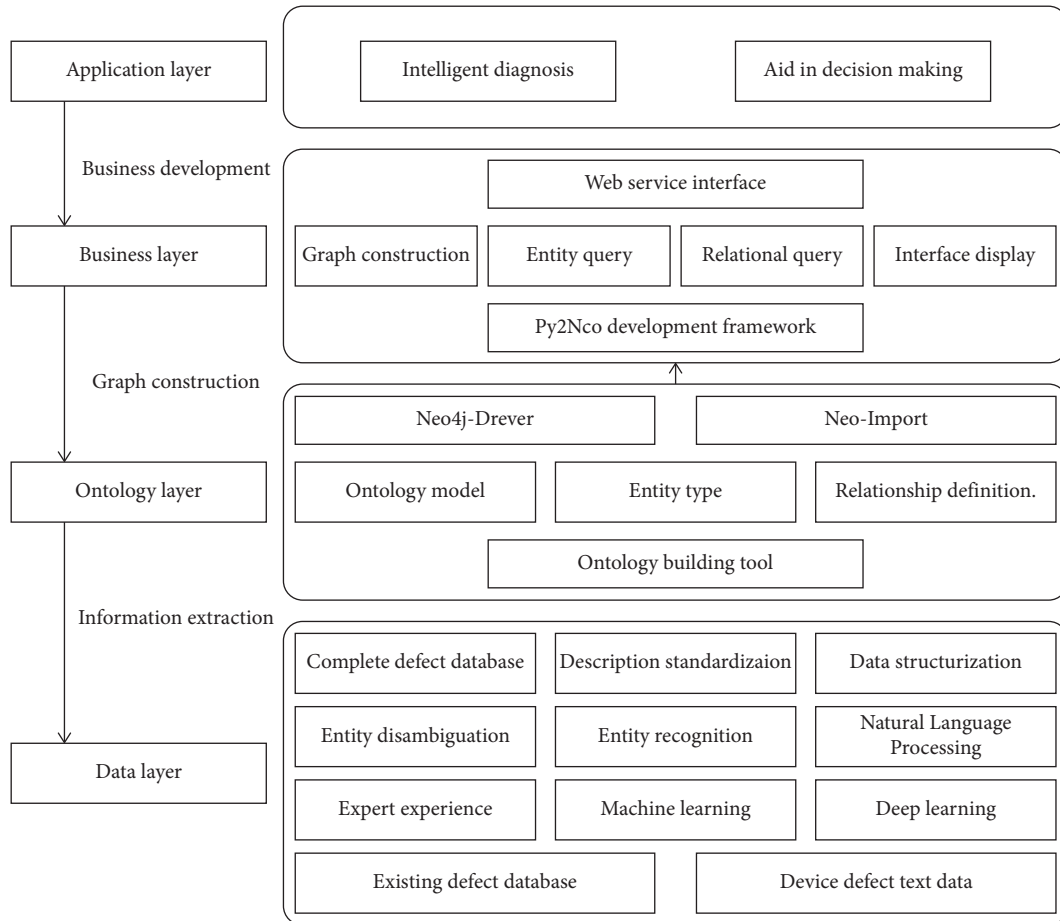 Application layer
Intelligent diagnosis
Aid in decision making
Business development
Web service interface
Business layer
Graph construction
Entity query
Relational query
Interface display
Py2Nco development framework
Graph construction
Neo4j-Drever
Neo-Import
Ontology layer
Ontology model
Entity type
Relationship definition.
Ontology building tool
Information extraction
Complete defect database
Description standardizaion
Data structurization
Entity disambiguation
Entity recognition
Natural Language
Processing
Data layer
Expert experience
Machine learning
Deep learning
Existing defect database
Device defect text data